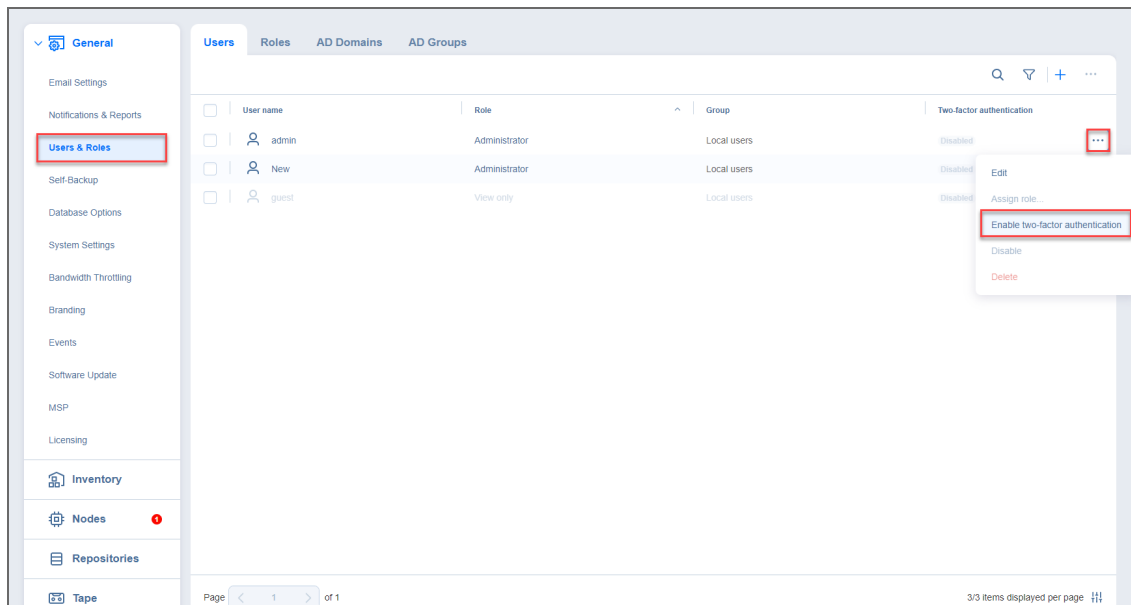 General
Email Settings
Notifications & Reports
Users & Roles
Self-Backup
Database Options
System Settings
Bandwidth Throttling
Branding
Events
Software Update
MSP
Licensing
Inventory
Nodes 1
Repositories
Tape
Users Roles AD Domains AD Groups
User name Role Group Two-factor authentication
admin Administrator Local users Disabled
New Administrator Local users Disabled
guest View only Local users Disabled
Edit
Assign role...
Enable two-factor authentication
Disable
Delete
Page 1 of 1
3/3 items displayed per page